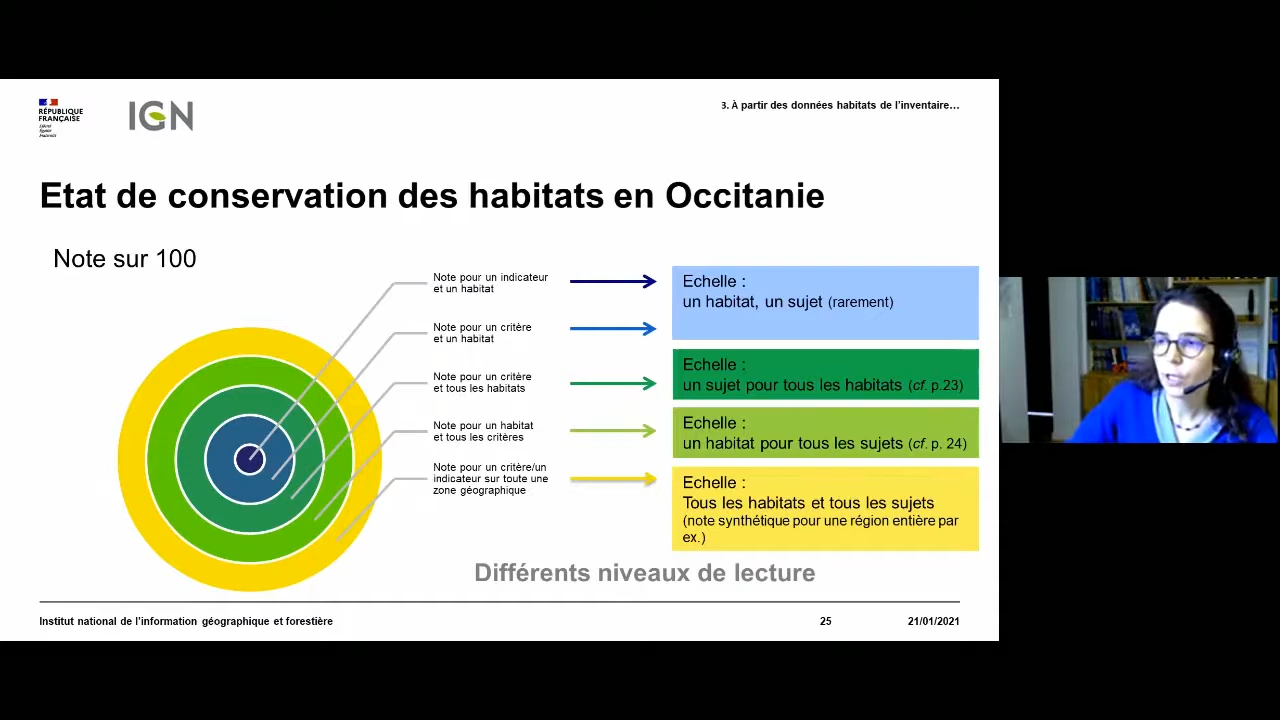 RÉPUBLIQUE
FRANÇAISE
Liberté
Égalité
Fraternité
IGN
3. À partir des données habitats de l'inventaire…
Etat de conservation des habitats en Occitanie
Note sur 100
Note pour un indicateur
et un habitat
Note pour un critère
et un habitat
Note pour un critère
et tous les habitats
Note pour un habitat
et tous les critères
Note pour un critère/un
indicateur sur toute une
zone géographique
Echelle :
un habitat, un sujet (rarement)
Echelle :
un sujet pour tous les habitats (cf. p.23)
Echelle :
un habitat pour tous les sujets (cf. p. 24)
Echelle :
Tous les habitats et tous les sujets
(note synthétique pour une région entière par
ex.)
Différents niveaux de lecture
Institut national de l'information géographique et forestière
25
21/01/2021